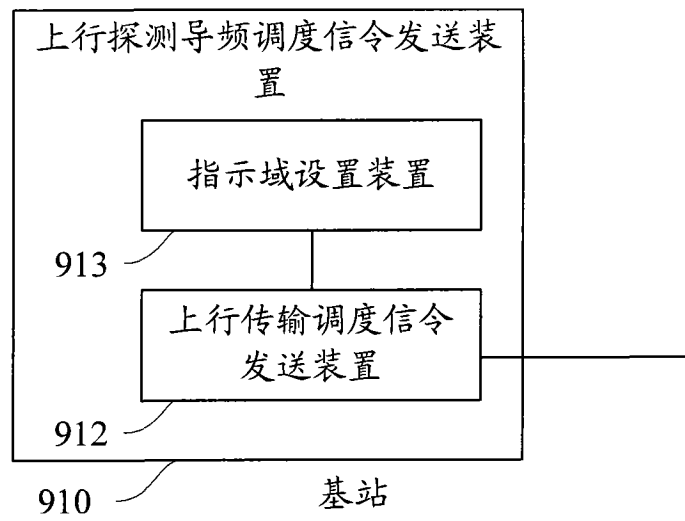 上行探测导频调度信令发送装
置
指示域设置装置
913
上行传输调度信令
发送装置
912
910
基站